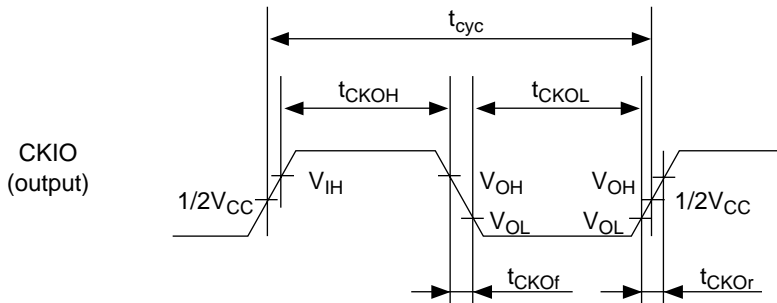 tcyc
tCKOH
tCKOL
CKIO
(output)
VIH
VOH
VOH
1/2VCC
1/2VCC
VOL
VOL
tCKOf
tCKOr